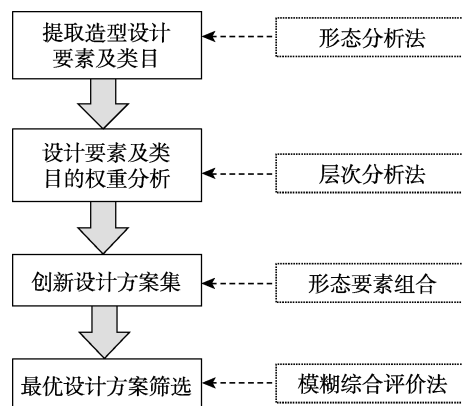 提取造型设计
要素及类目
形态分析法
设计要素及类
目的权重分析
层次分析法
创新设计方案集
形态要素组合
最优设计方案筛选
模糊综合评价法